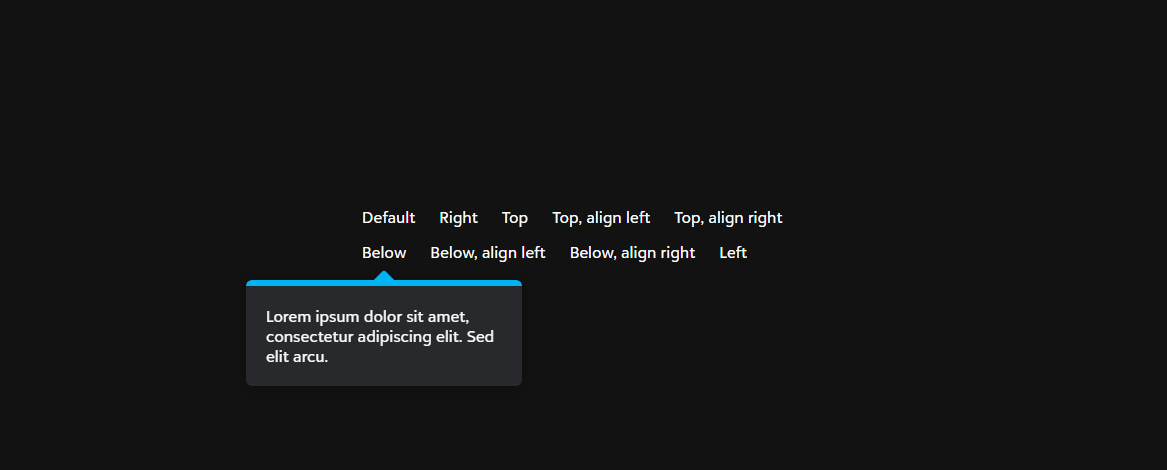 Default Right Top Top, align left Top, align right
Below Below, align left Below, align right Left
Lorem ipsum dolor sit amet,
consectetur adipiscing elit. Sed
elit arcu.